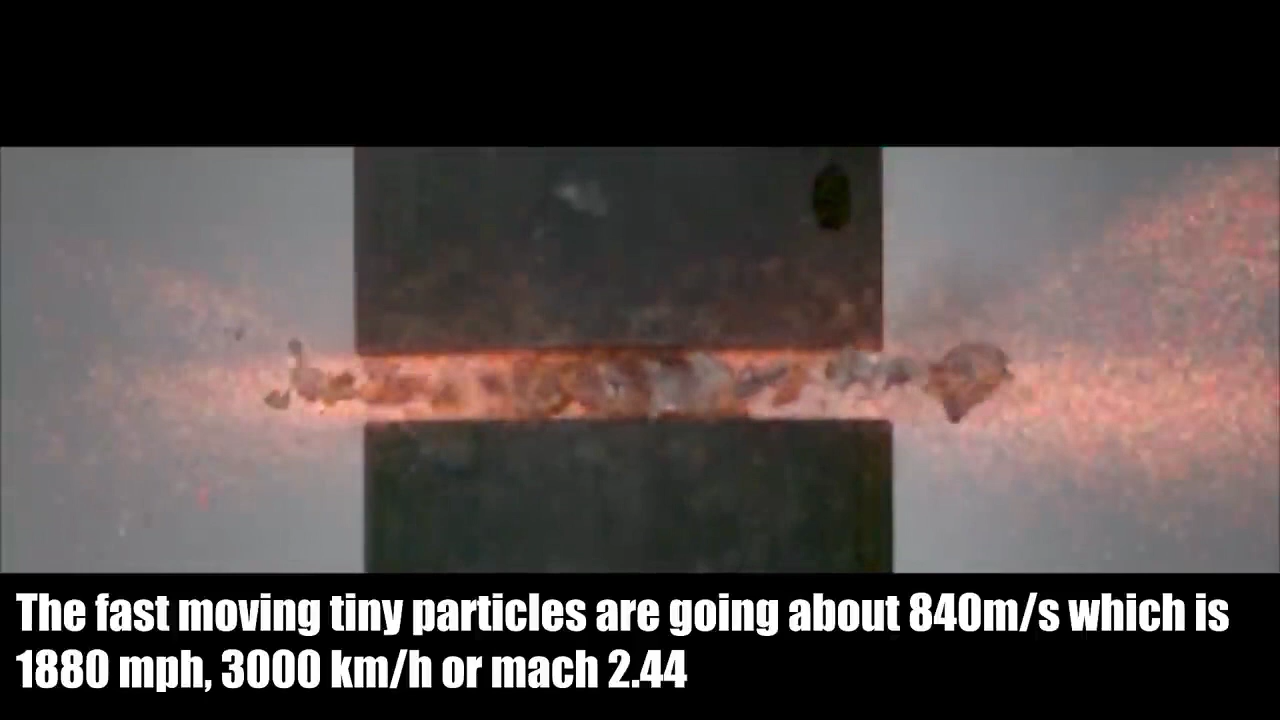 The fast moving tiny particles are going about 840m/s which is
1880 mph, 3000 km/h or mach 2.44